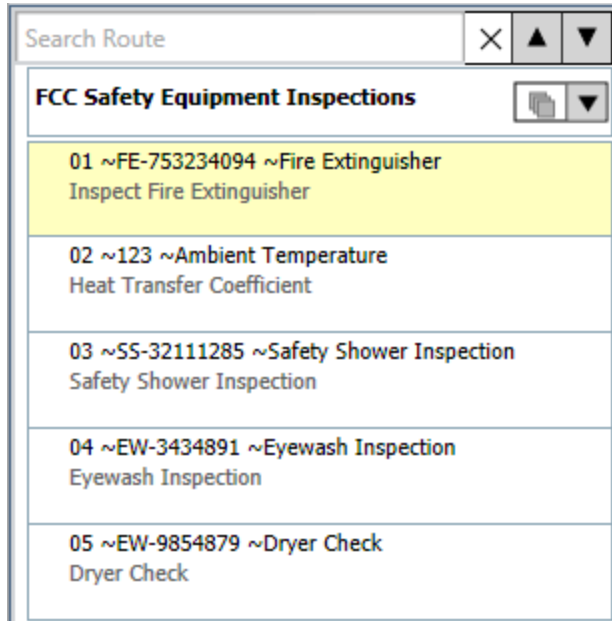 Search Route
FCC Safety Equipment Inspections
01 ~FE-753234094 ~Fire Extinguisher
Inspect Fire Extinguisher
02 ~123 ~Ambient Temperature
Heat Transfer Coefficient
03 ~SS-32111285 ~Safety Shower Inspection
Safety Shower Inspection
04 ~EW-3434891 ~Eyewash Inspection
Eyewash Inspection
05 ~EW-9854879 ~Dryer Check
Dryer Check